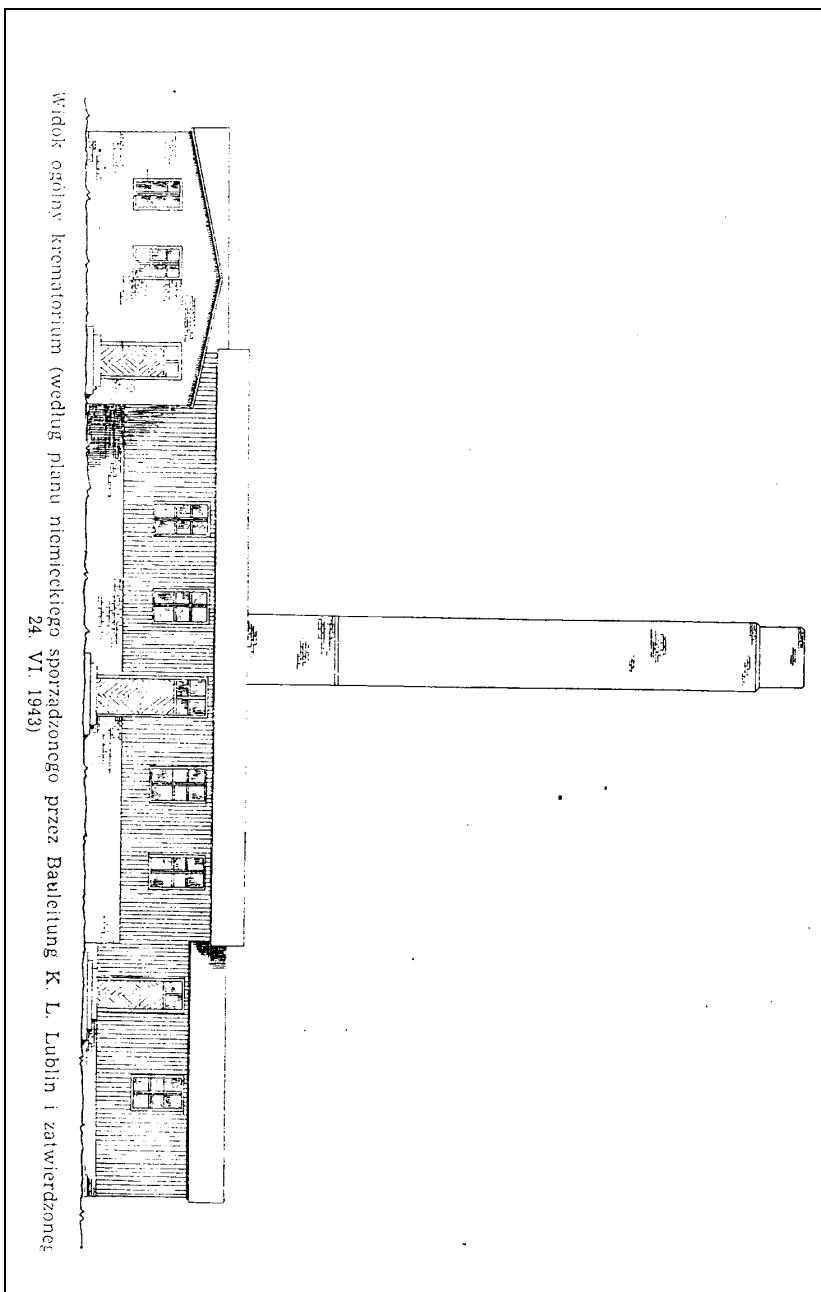 Widok ogólny krematorium (według planu niemieckiego sporządzonego przez Bauleitung K. L. Lublin i zatwierdzoneg
24. VI. 1943)